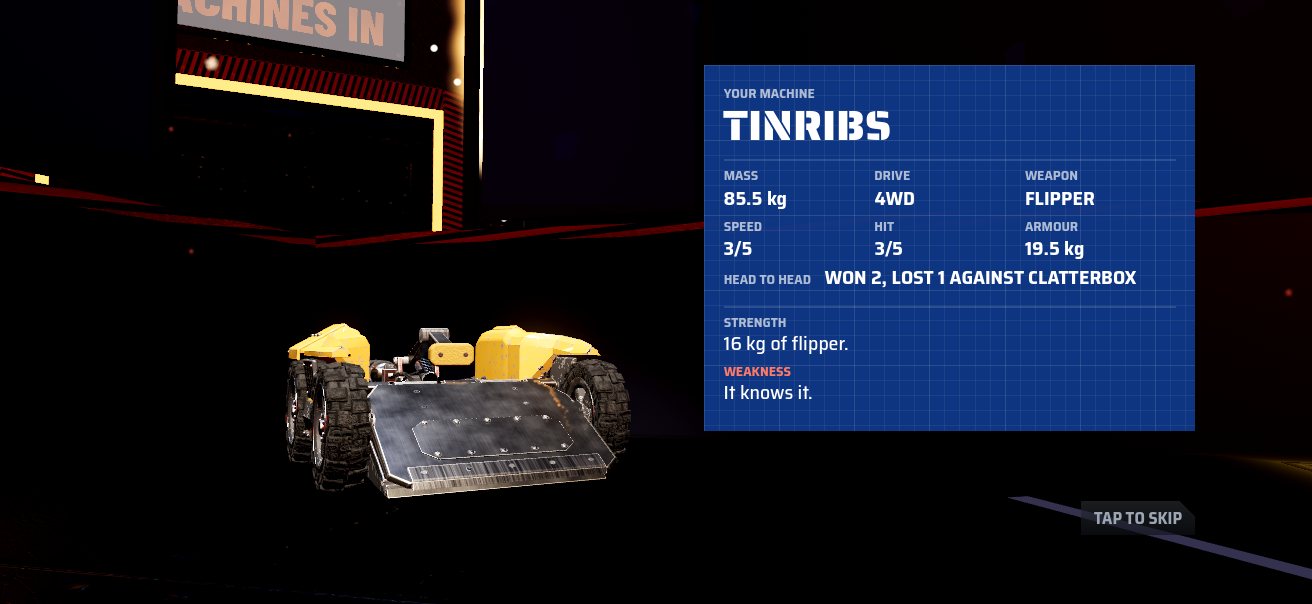 ACHINES IN
YOUR MACHINE
TINRIBS
MASS DRIVE WEAPON
85.5 kg 4WD FLIPPER
SPEED HIT ARMOUR
3/5 3/5 19.5 kg
HEAD TO HEAD WON 2, LOST 1 AGAINST CLATTERBOX
STRENGTH
16 kg of flipper.
WEAKNESS
It knows it.
TAP TO SKIP